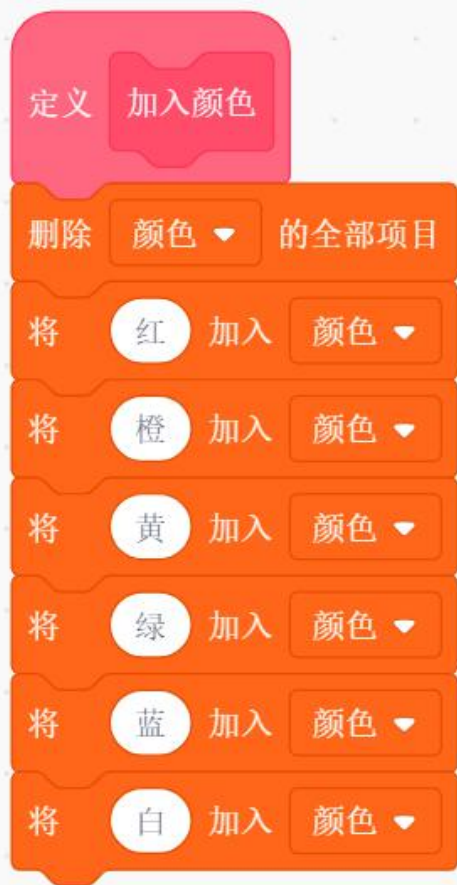 定义 加入颜色
删除 颜色 的全部项目
将 红 加入 颜色
将 橙 加入 颜色
将 黄 加入 颜色
将 绿 加入 颜色
将 蓝 加入 颜色
将 白 加入 颜色